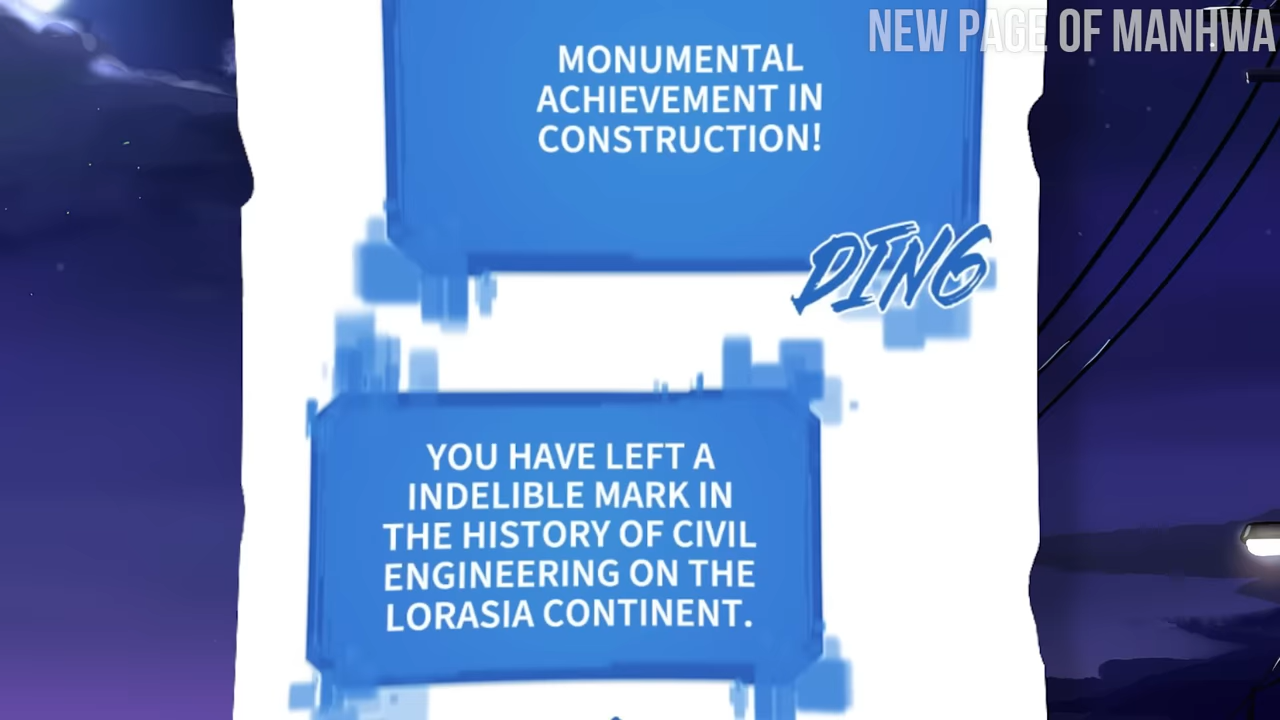 NEW PAGE OF MANHWA
MONUMENTAL
ACHIEVEMENT IN
CONSTRUCTION!
DING
YOU HAVE LEFT A
INDELIBLE MARK IN
THE HISTORY OF CIVIL
ENGINEERING ON THE
LORASIA CONTINENT.